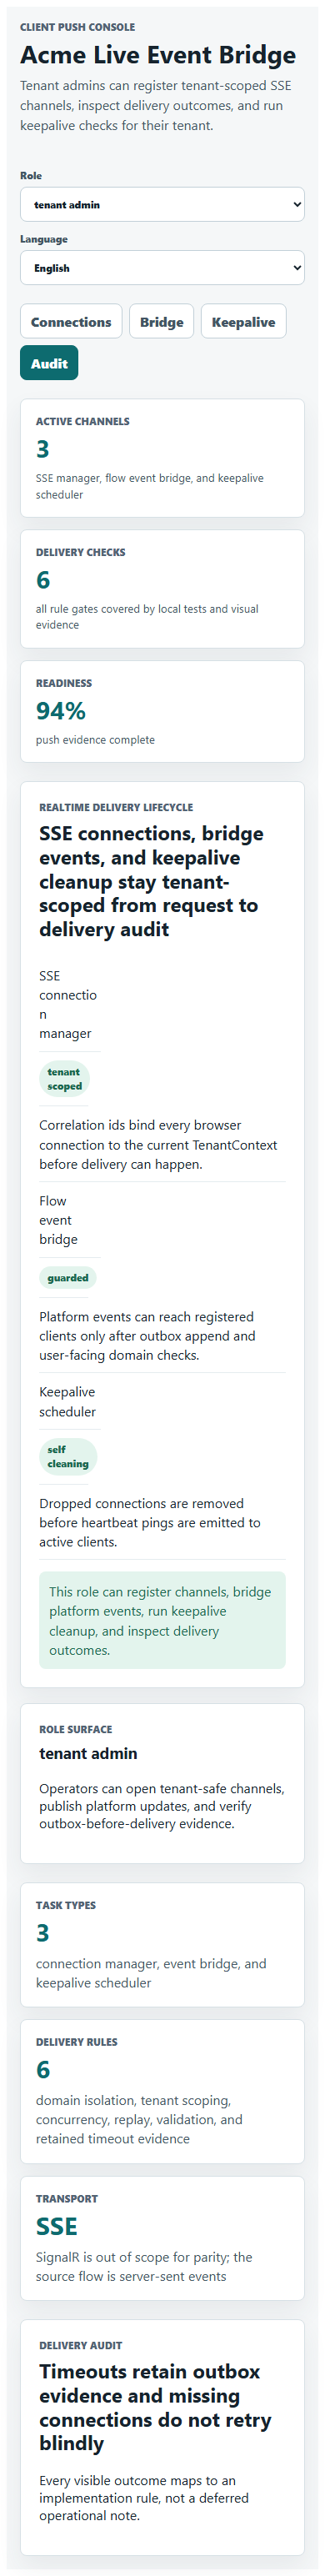 CLIENT PUSH CONSOLE
Acme Live Event Bridge
Tenant admins can register tenant-scoped SSE
channels, inspect delivery outcomes, and run
keepalive checks for their tenant.
Role
tenant admin
Language
English
Connections
Bridge
Keepalive
Audit
ACTIVE CHANNELS
3
SSE manager, flow event bridge, and keepalive
scheduler
DELIVERY CHECKS
6
all rule gates covered by local tests and visual
evidence
READINESS
94%
push evidence complete
REALTIME DELIVERY LIFECYCLE
SSE connections, bridge
events, and keepalive
cleanup stay tenant-
scoped from request to
delivery audit
SSE
connectio
n
manager
tenant
scoped
Correlation ids bind every browser
connection to the current TenantContext
before delivery can happen.
Flow
event
bridge
guarded
Platform events can reach registered
clients only after outbox append and
user-facing domain checks.
Keepalive
scheduler
self
cleaning
Dropped connections are removed
before heartbeat pings are emitted to
active clients.
This role can register channels, bridge
platform events, run keepalive
cleanup, and inspect delivery
outcomes.
ROLE SURFACE
tenant admin
Operators can open tenant-safe channels,
publish platform updates, and verify
outbox-before-delivery evidence.
TASK TYPES
3
connection manager, event bridge, and
keepalive scheduler
DELIVERY RULES
6
domain isolation, tenant scoping,
concurrency, replay, validation, and
retained timeout evidence
TRANSPORT
SSE
SignalR is out of scope for parity; the
source flow is server-sent events
DELIVERY AUDIT
Timeouts retain outbox
evidence and missing
connections do not retry
blindly
Every visible outcome maps to an
implementation rule, not a deferred
operational note.